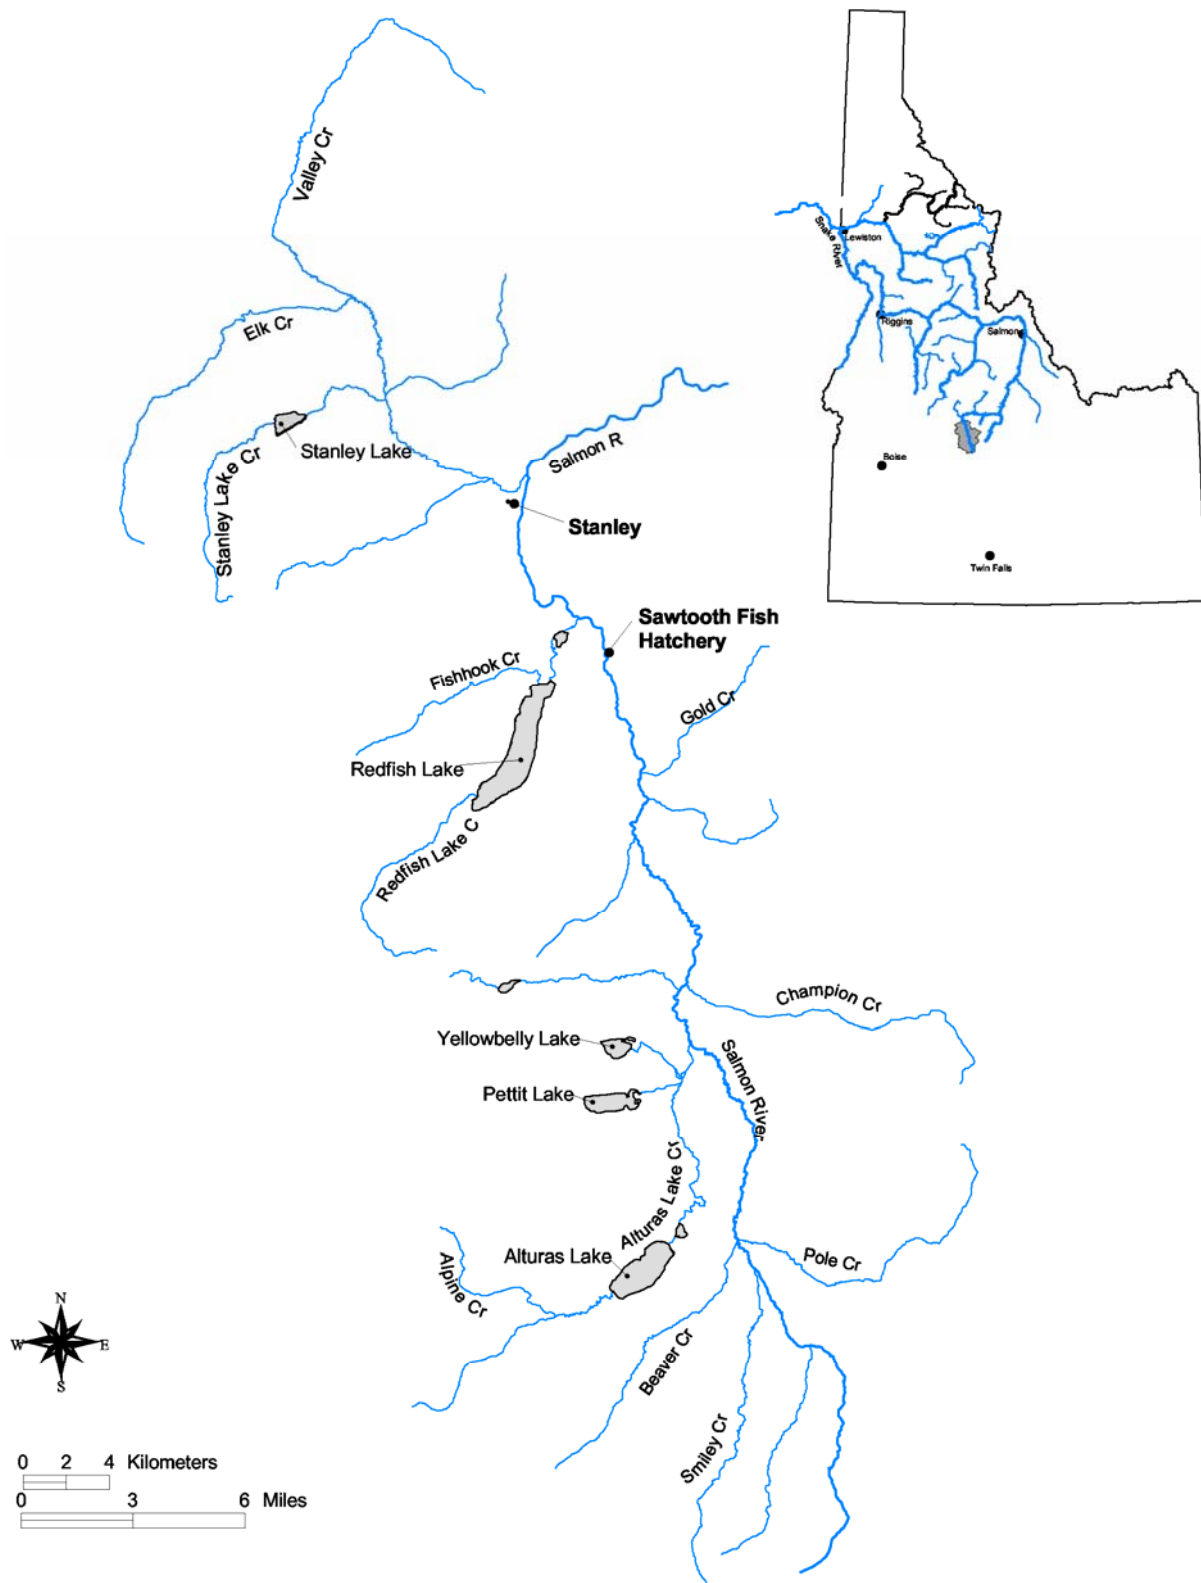 Valley Cr
Snake River
Lewiston
Elk Cr
Riggins
Salmon
Stanley Lake
Salmon R
Boise
Stanley Lake Cr
Stanley
Twin Falls
Sawtooth Fish
Hatchery
Fishhook Cr
Gold Cr
Redfish Lake
Redfish Lake C
Champion Cr
Yellowbelly Lake
Salmon River
Pettit Lake
Alturas Lake Cr
Alturas Lake
Pole Cr
Alpine Cr
N
W
E
S
Beaver Cr
Smiley Cr
0 2 4 Kilometers
0 3 6 Miles